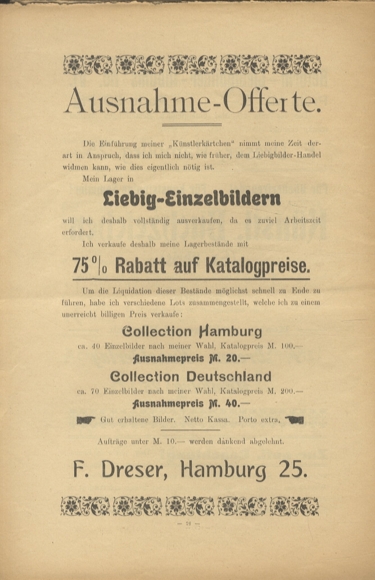 Ausnahme-Offerte.
Die Einführung meiner „Künstlerkärtchen" nimmt meine Zeit der-
art in Anspruch, dass ich mich nicht, wie früher, dem Liebigbilder-Handel
widmen kann, wie dies eigentlich nötig ist.
Mein Lager in
Liebig-Einzelbildern
will ich deshalb vollständig ausverkaufen, da es zuviel Arbeitszeit
erfordert.
Ich verkaufe deshalb meine Lagerbestände mit
75% Rabatt auf Katalogpreise.
Um die Liquidation dieser Bestände möglichst schnell zu Ende zu
führen, habe ich verschiedene Lots zusammengestellt, welche ich zu einem
unerreicht billigen Preis verkaufe:
Collection Hamburg
ca. 40 Einzelbilder nach meiner Wahl, Katalogpreis M. 100,—
Ausnahmepreis M. 20.—
Collection Deutschland
ca. 70 Einzelbilder nach meiner Wahl, Katalogpreis M. 200.—
Ausnahmepreis M. 40.—
Gut erhaltene Bilder. Netto Kassa. Porto extra,
Aufträge unter M. 10.— werden dankend abgelehnt.
F. Dreser, Hamburg 25.